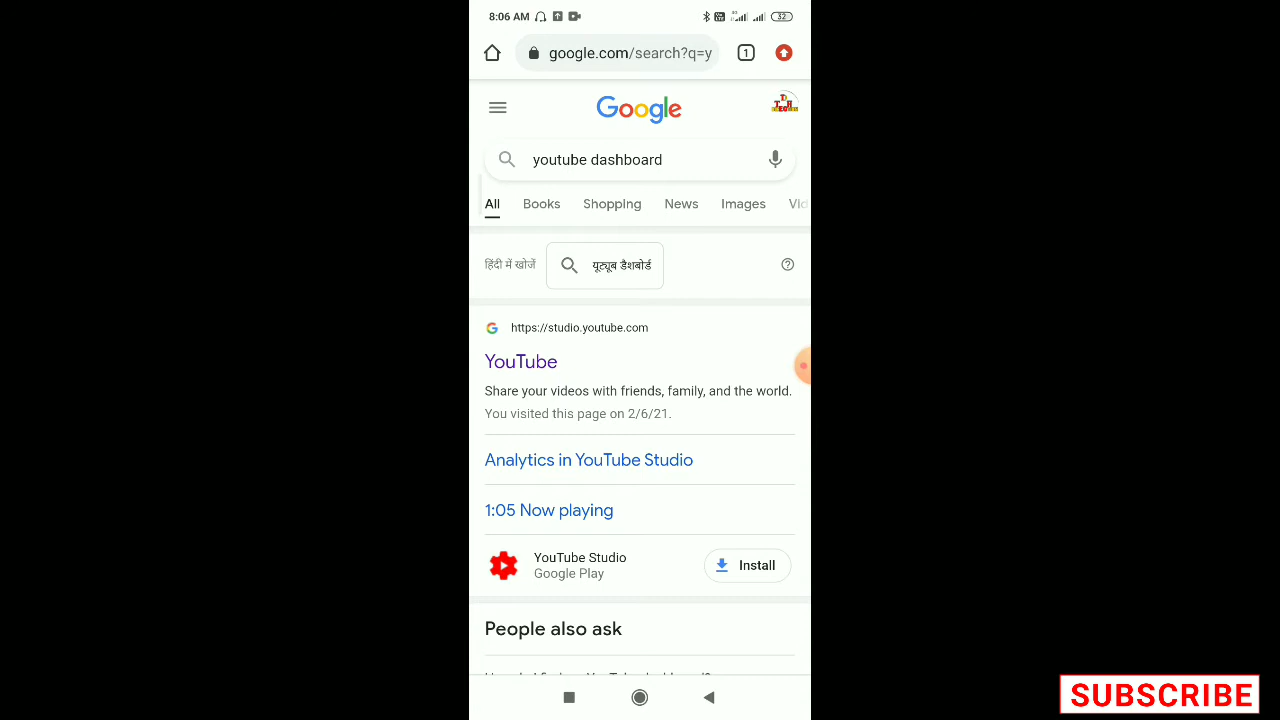 8:06 AM
32
google.com/search?q=y
1
Google
youtube dashboard
All Books Shopping News Images Vid
हिंदी में खोजें यूट्यूब डैशबोर्ड
https://studio.youtube.com
YouTube
Share your videos with friends, family, and the world.
You visited this page on 2/6/21.
Analytics in YouTube Studio
1:05 Now playing
YouTube Studio
Google Play
Install
People also ask
SUBSCRIBE